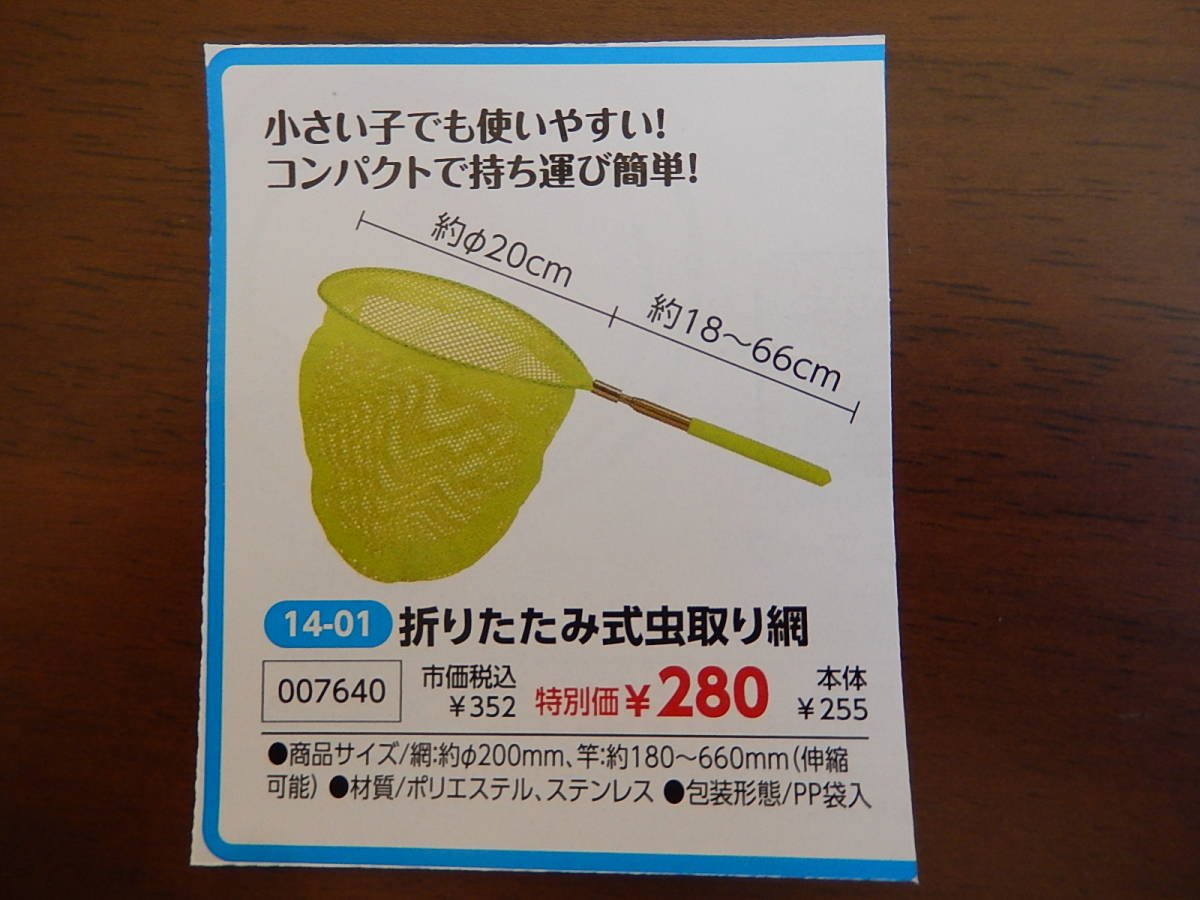 小さい子でも使いやすい!
コンパクトで持ち運び簡単!
約φ20cm
約18～66cm
14-01 折りたたみ式虫取り網
007640 市価税込 ¥352 特別価 ¥280 本体 ¥255
●商品サイズ/網:約φ200mm、竿:約180～660mm(伸縮
可能) ●材質/ポリエステル、ステンレス ●包装形態/PP袋入